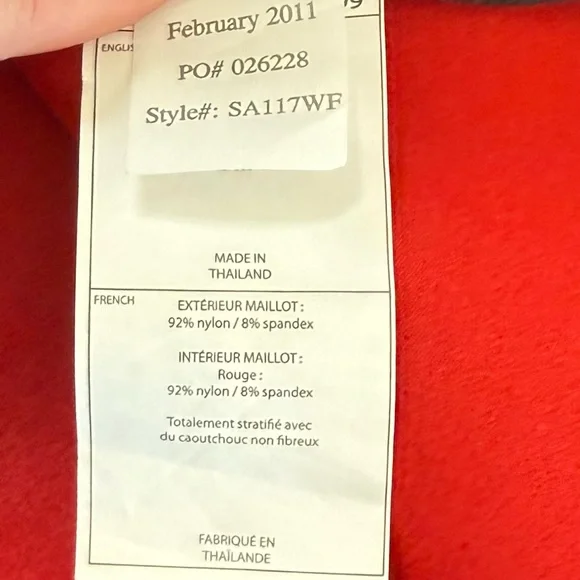 February 2011
PO# 026228
Style#: SA117WF
ENGLIS
MADE IN
THAILAND
FRENCH
EXTÉRIEUR MAILLOT :
92% nylon / 8% spandex
INTÉRIEUR MAILLOT :
Rouge :
92% nylon / 8% spandex
Totalement stratifié avec
du caoutchouc non fibreux
FABRIQUÉ EN
THAÏLANDE